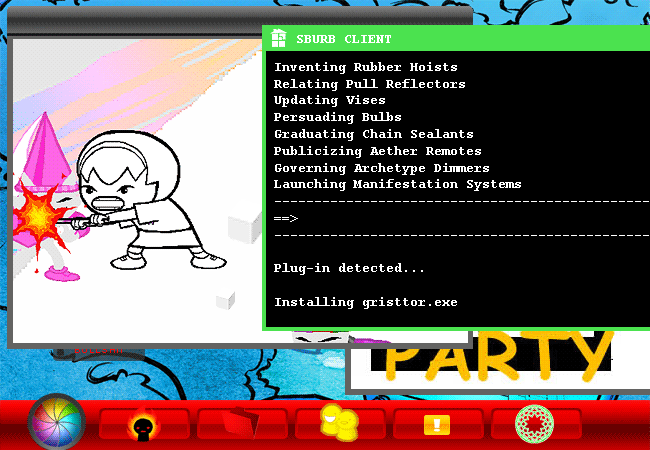 SBURB CLIENT
Inventing Rubber Hoists
Relating Pull Reflectors
Updating Vises
Persuading Bulbs
Graduating Chain Sealants
Publicizing Aether Remotes
Governing Archetype Dimmers
Launching Manifestation Systems
==>
Plug-in detected...
Installing gristtor.exe
PARTY
!